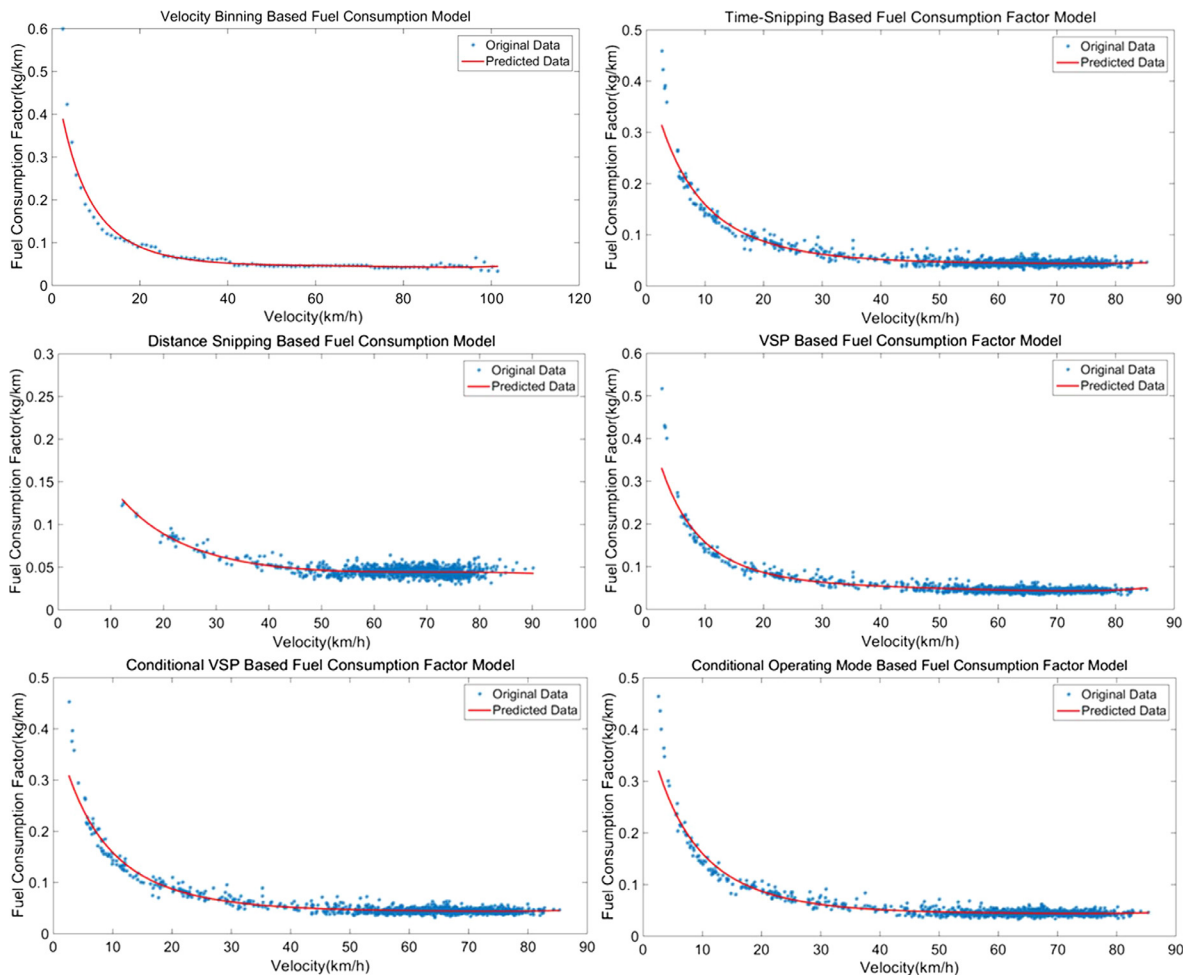 Velocity Binning Based Fuel Consumption Model
Fuel Consumption Factor(kg/km)
0.6
0.5
0.4
0.3
0.2
0.1
0
Original Data
Predicted Data
0 20 40 60 80 100 120
Velocity(km/h)
Time-Snipping Based Fuel Consumption Factor Model
Fuel Consumption Factor(kg/km)
0.5
0.4
0.3
0.2
0.1
0
Original Data
Predicted Data
0 10 20 30 40 50 60 70 80 90
Velocity(km/h)
Distance Snipping Based Fuel Consumption Model
Fuel Consumption Factor(kg/km)
0.3
0.25
0.2
0.15
0.1
0.05
0
Original Data
Predicted Data
0 10 20 30 40 50 60 70 80 90 100
Velocity(km/h)
VSP Based Fuel Consumption Factor Model
Fuel Consumption Factor(kg/km)
0.6
0.5
0.4
0.3
0.2
0.1
0
Original Data
Predicted Data
0 10 20 30 40 50 60 70 80 90
Velocity(km/h)
Conditional VSP Based Fuel Consumption Factor Model
Fuel Consumption Factor(kg/km)
0.5
0.4
0.3
0.2
0.1
0
Original Data
Predicted Data
0 10 20 30 40 50 60 70 80 90
Velocity(km/h)
Conditional Operating Mode Based Fuel Consumption Factor Model
Fuel Consumption Factor(kg/km)
0.5
0.4
0.3
0.2
0.1
0
Original Data
Predicted Data
0 10 20 30 40 50 60 70 80 90
Velocity(km/h)